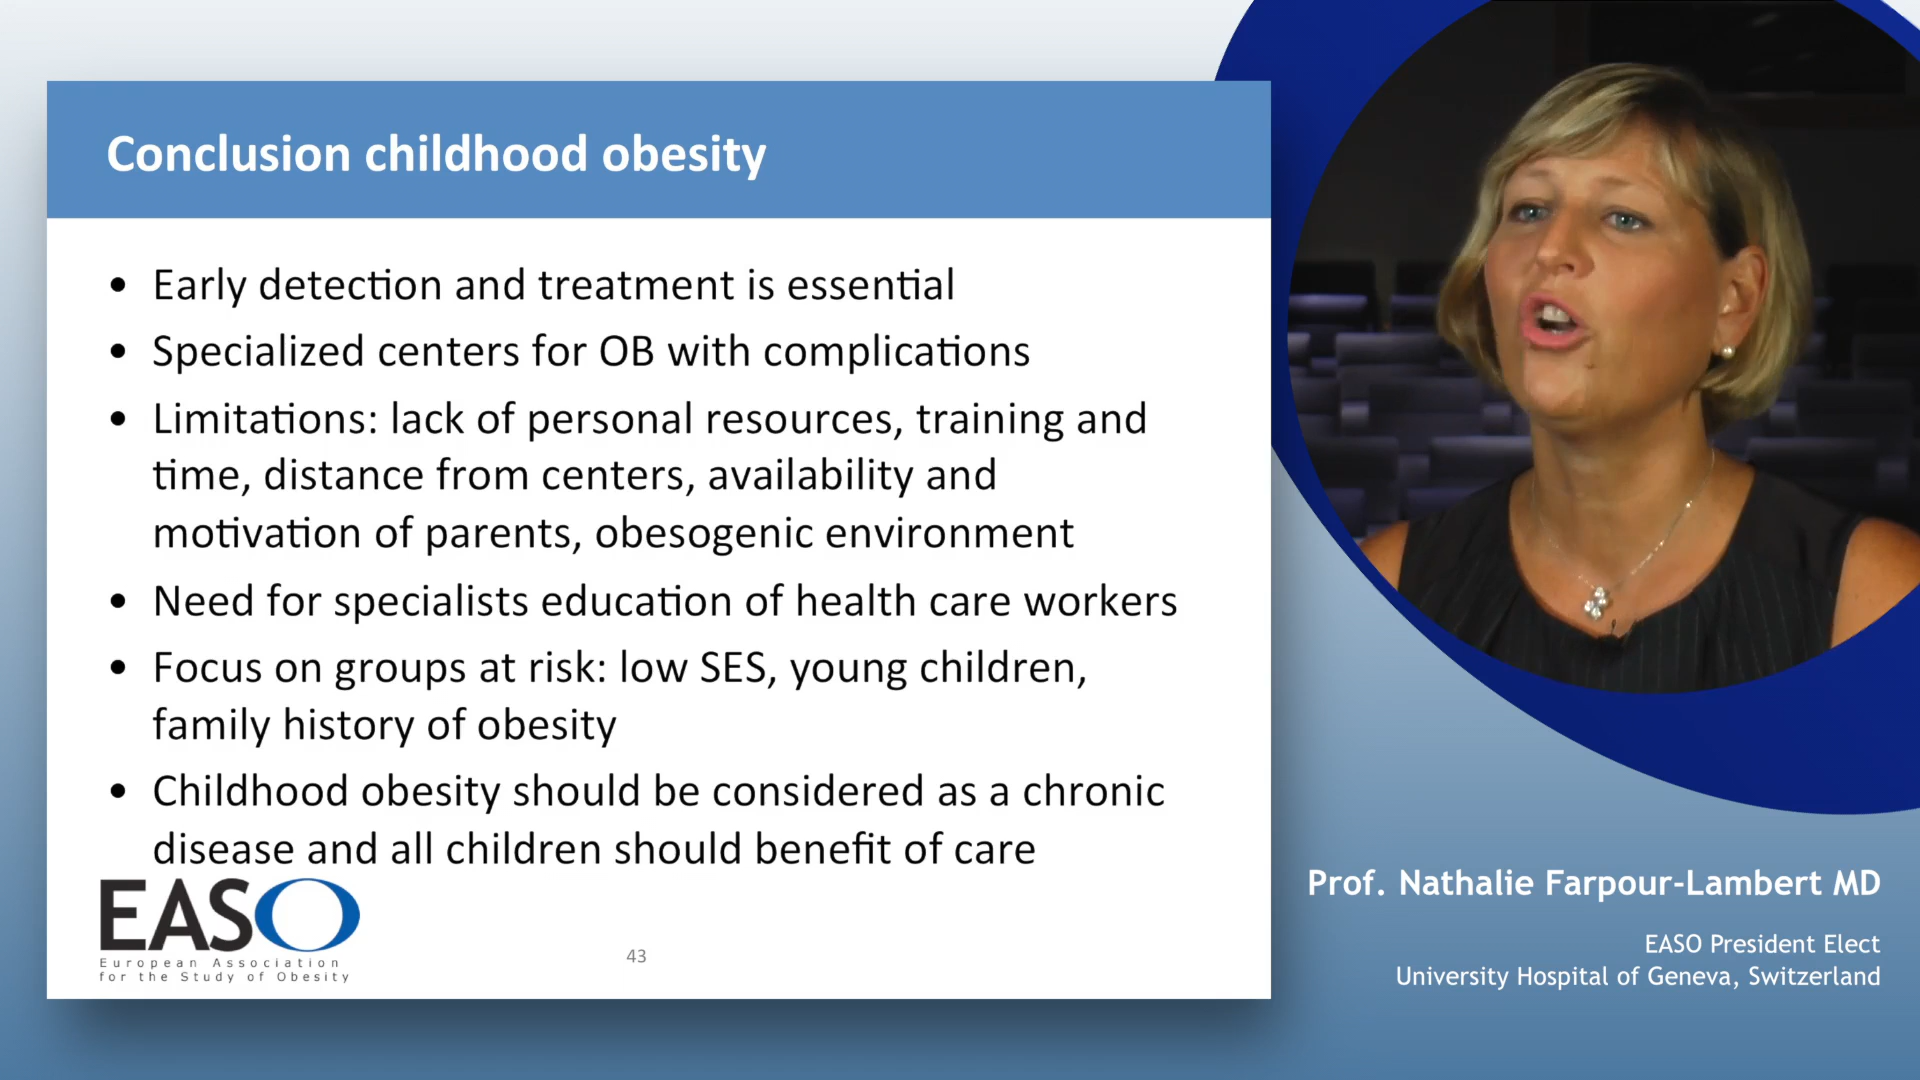 Conclusion childhood obesity
• Early detection and treatment is essential
• Specialized centers for OB with complications
• Limitations: lack of personal resources, training and
time, distance from centers, availability and
motivation of parents, obesogenic environment
• Need for specialists education of health care workers
• Focus on groups at risk: low SES, young children,
family history of obesity
• Childhood obesity should be considered as a chronic
disease and all children should benefit of care
EASO
European Association
for the Study of Obesity
43
Prof. Nathalie Farpour-Lambert MD
EASO President Elect
University Hospital of Geneva, Switzerland